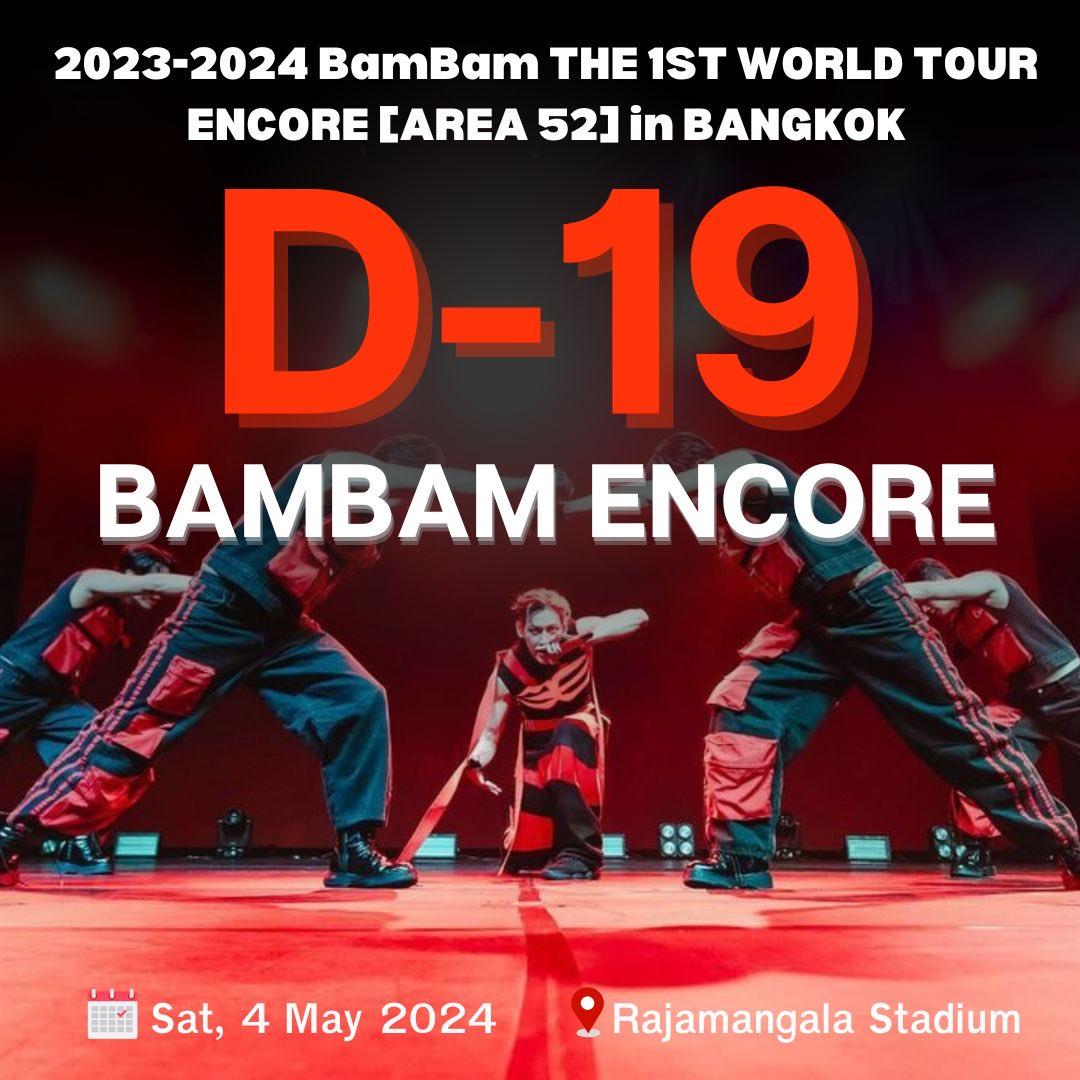 2023-2024 BamBam THE 1ST WORLD TOUR
ENCORE [AREA 52] in BANGKOK
D-19
BAMBAM ENCORE
Sat, 4 May 2024
Rajamangala Stadium